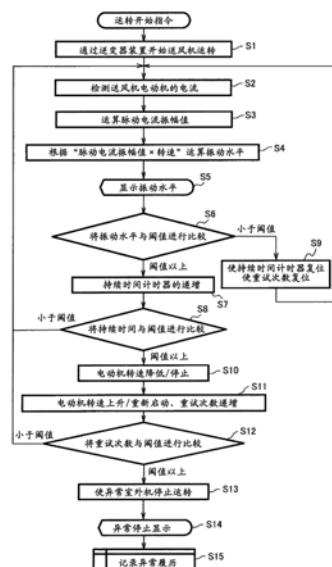 运转开始指令
通过逆变器装置开始送风机运转
S1
检测送风机电动机的电流
S2
运算脉动电流振幅值
S3
根据“脉动电流振幅值×转速”运算振动水平
S4
显示振动水平
S5
将振动水平与阈值进行比较
S6
小于阈值
使持续时间计时器复位
使重试次数复位
S9
阈值以上
持续时间计时器的递增
S7
将持续时间与阈值进行比较
S8
小于阈值
阈值以上
电动机转速降低/停止
S10
电动机转速上升/重新启动、重试次数递增
S11
将重试次数与阈值进行比较
S12
小于阈值
阈值以上
使异常室外机停止运转
S13
异常停止显示
S14
记录异常履历
S15